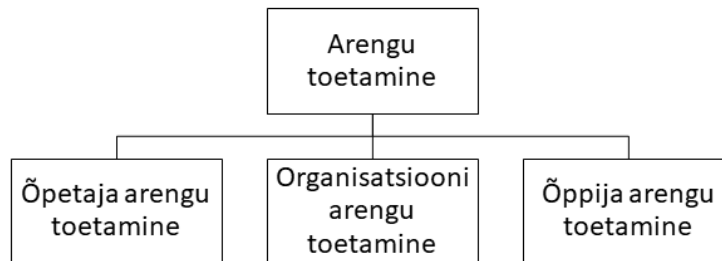 Arengu
toetamine
Õpetaja arengu
toetamine
Organisatsiooni
arengu
toetamine
Õppija arengu
toetamine